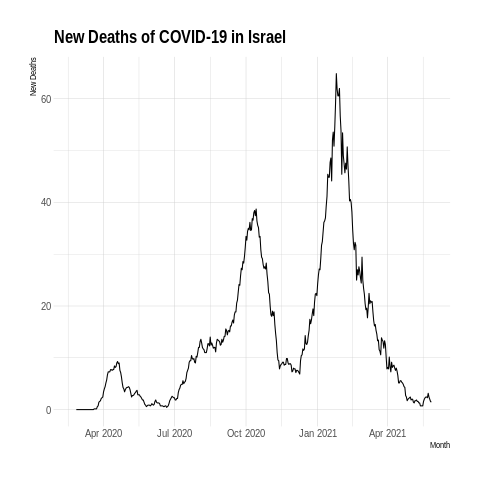 New Deaths of COVID-19 in Israel
New Deaths
60
40
20
0
Apr 2020 Jul 2020 Oct 2020 Jan 2021 Apr 2021
Month